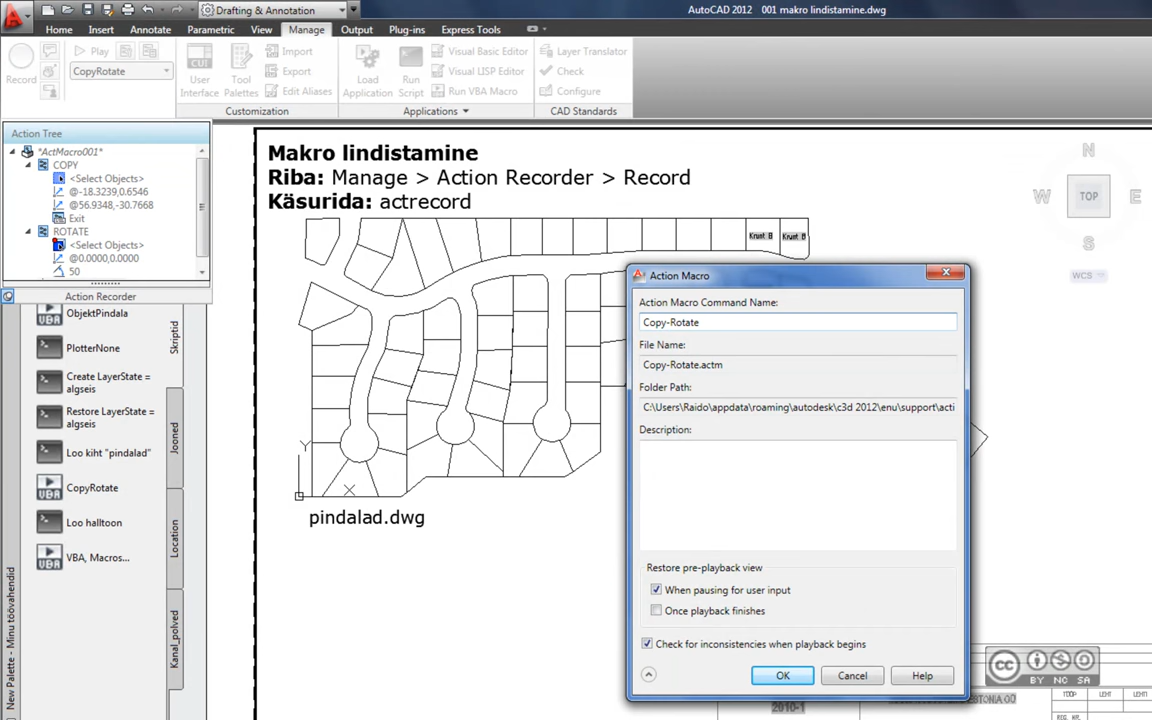 Drafting & Annotation
AutoCAD 2012 001 makro lindistamine.dwg
Home Insert Annotate Parametric View Manage Output Plug-ins Express Tools
Record
Play
CopyRotate
User Interface
Tool Palettes
Import
Export
Edit Aliases
Customization
Load Application
Run Script
Visual Basic Editor
Visual LISP Editor
Run VBA Macro
Applications
Layer Translator
Check
Configure
CAD Standards
Action Tree
*ActMacro001*
COPY
<Select Objects>
@-18.3239,0.6546
@56.9348,-30.7668
Exit
ROTATE
<Select Objects>
@0.0000,0.0000
50
Action Recorder
ObjektPindala
PlotterNone
Create LayerState =
algseis
Restore LayerState =
algseis
Loo kiht "pindalad"
CopyRotate
Loo halltoon
VBA, Macros...
Skriptid
Jooned
Location
Kanal_polved
New Palette - Minu töövahendid
Makro lindistamine
Riba: Manage > Action Recorder > Record
Käsurida: actrecord
Krunt B
Krunt B
Y
X
pindalad.dwg
N
W TOP E
S
WCS
Action Macro
Action Macro Command Name:
Copy-Rotate
File Name:
Copy-Rotate.actm
Folder Path:
C:\Users\Raido\appdata\roaming\autodesk\c3d 2012\enu\support\acti
Description:
Restore pre-playback view
When pausing for user input
Once playback finishes
Check for inconsistencies when playback begins
OK Cancel Help
cc
BY NC SA
2010-1